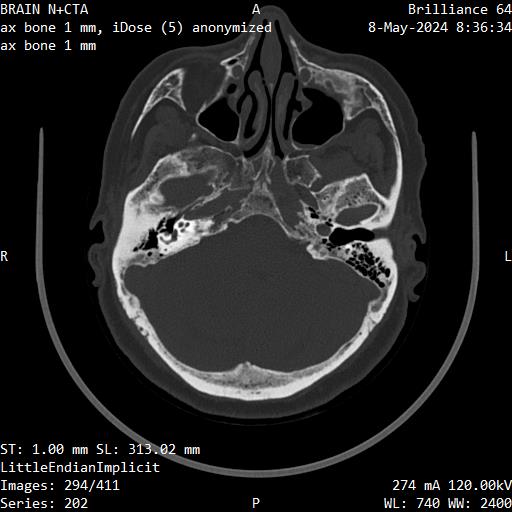 BRAIN N+CTA
ax bone 1 mm, iDose (5) anonymized
ax bone 1 mm
A
Brilliance 64
8-May-2024 8:36:34
R
L
ST: 1.00 mm SL: 313.02 mm
LittleEndianImplicit
Images: 294/411
Series: 202
P
274 mA 120.00kV
WL: 740 WW: 2400